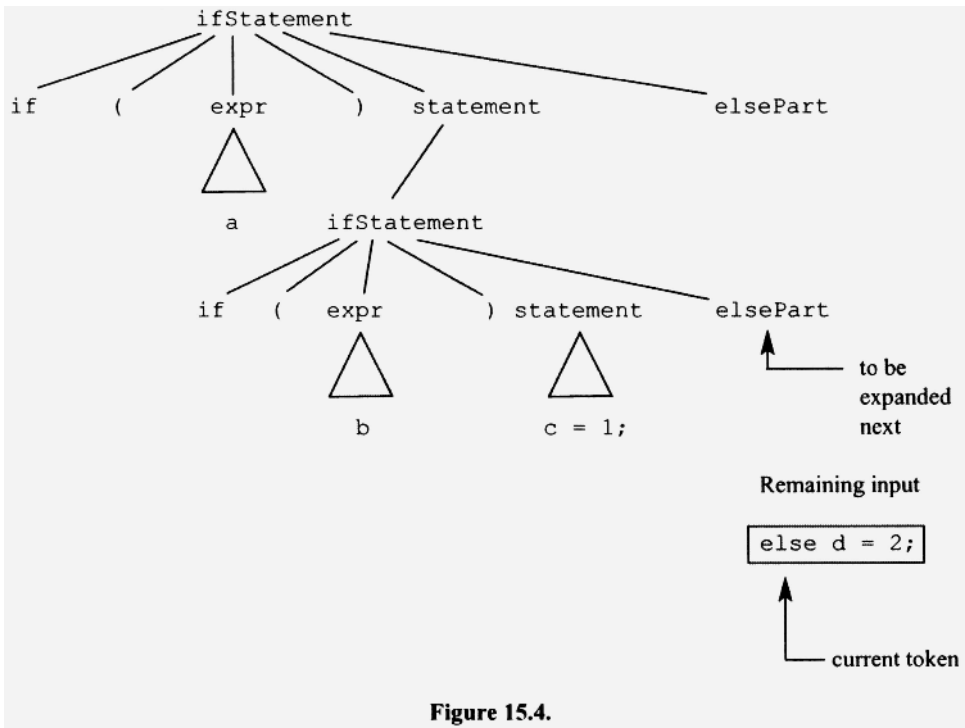 ifStatement
if ( expr ) statement elsePart
a ifStatement
if ( expr ) statement elsePart
to be
expanded
next
b c = 1;
Remaining input
else d = 2;
current token
Figure 15.4.